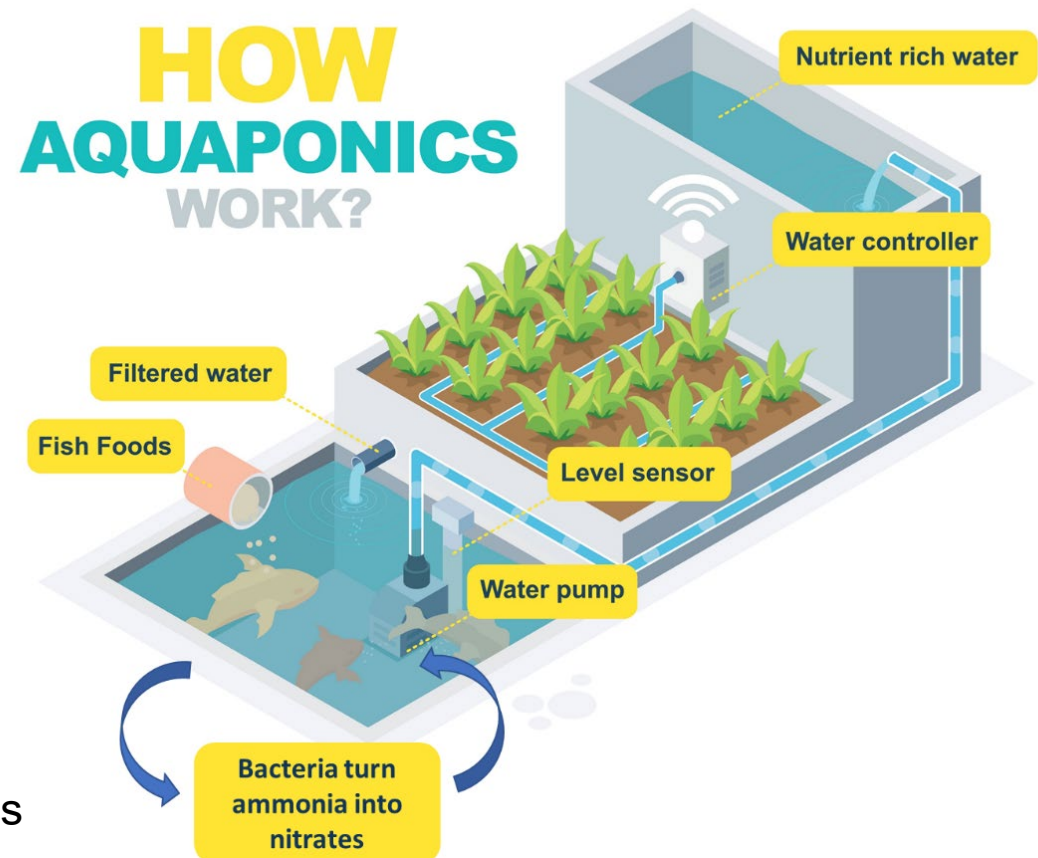 HOW
AQUAPONICS
WORK?
Nutrient rich water
Water controller
Filtered water
Fish Foods
Level sensor
Water pump
Bacteria turn
ammonia into
nitrates
s